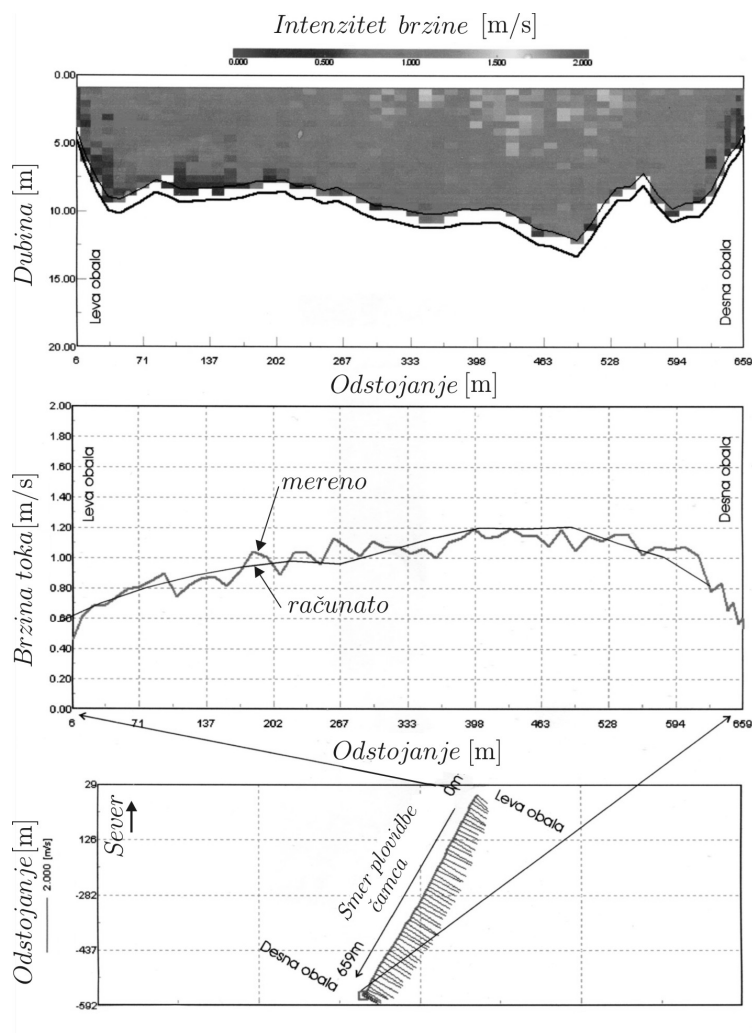 Intenzitet brzine [m/s]
0.000 0.500 1.000 1.500 2.000
0.00
5.00
10.00
15.00
20.00
Dubina [m]
Leva obala
Desna obala
6 71 137 202 267 333 398 463 528 594 659
Odstojanje [m]
2.00
1.80
1.60
1.40
1.20
1.00
0.80
0.60
0.40
0.20
0.00
Brzina toka [m/s]
Leva obala
Desna obala
mereno
računato
6 71 137 202 267 333 398 463 528 594 659
Odstojanje [m]
29
126
-282
-437
-592
Odstojanje [m]
2.000 [m/s]
Sever
0m
Leva obala
Smer plovidbe
čamca
659m
Desna obala